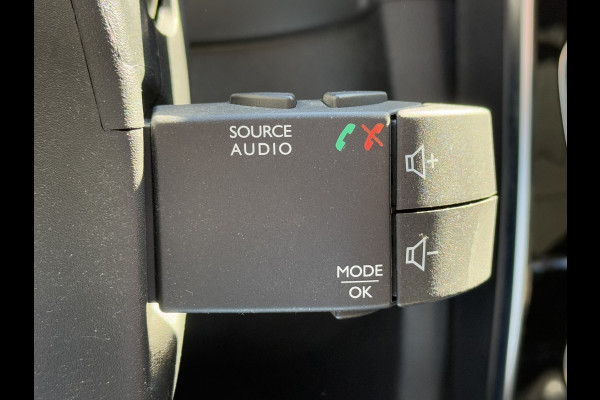 SOURCE
AUDIO
+
-
MODE
OK